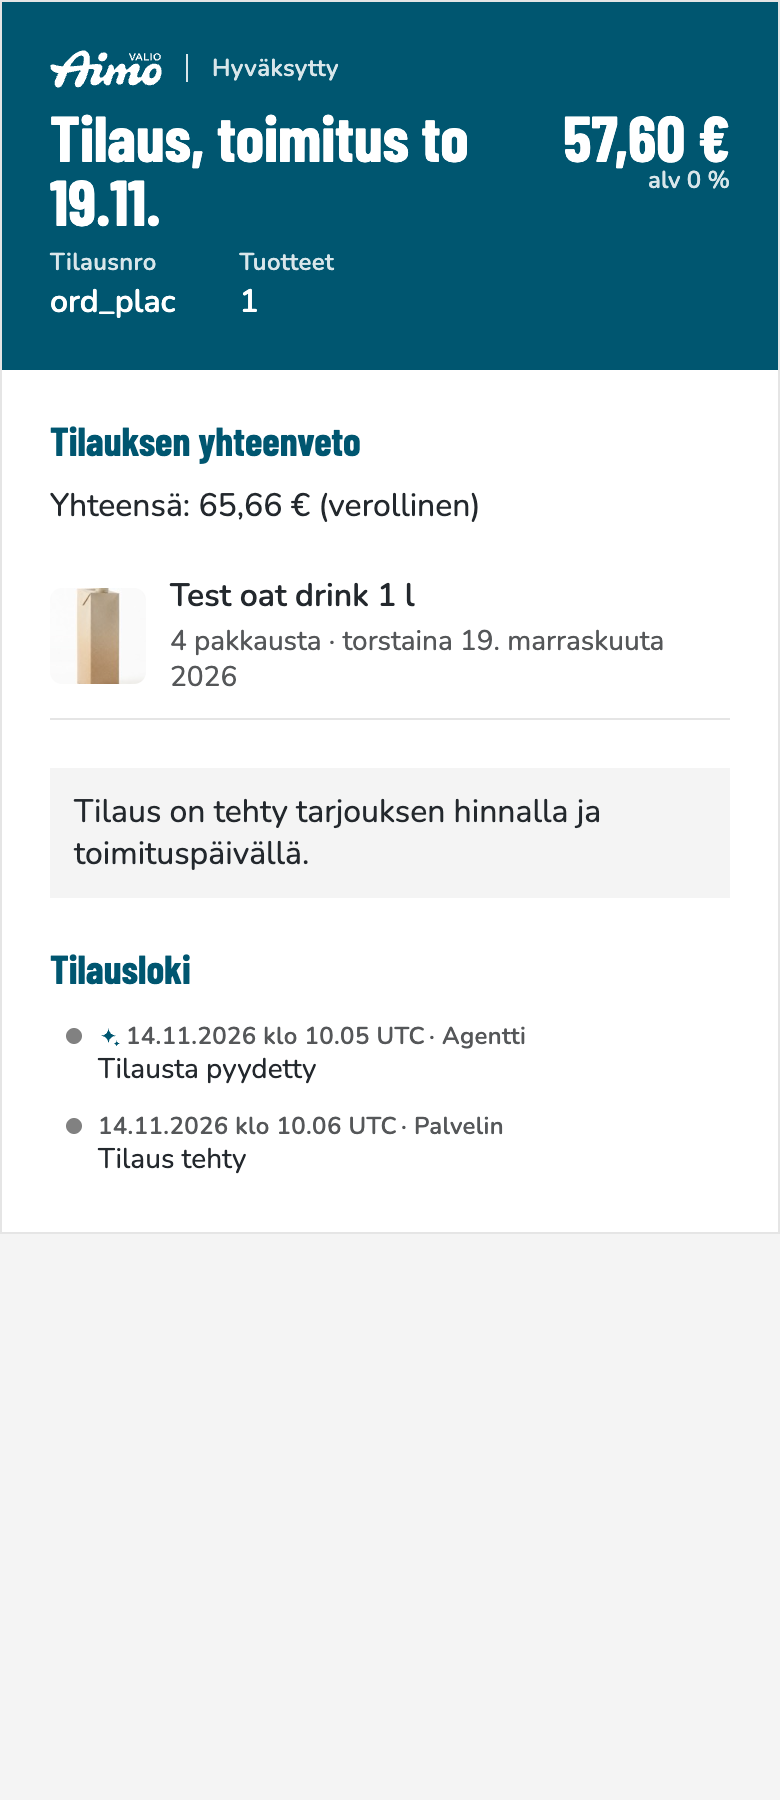 VALIO
Aimo
Hyväksytty
Tilaus, toimitus to
19.11.
57,60 €
alv 0 %
Tilausnro
Tuotteet
ord_plac
1
Tilauksen yhteenveto
Yhteensä: 65,66 € (verollinen)
Test oat drink 1 l
4 pakkausta · torstaina 19. marraskuuta
2026
Tilaus on tehty tarjouksen hinnalla ja
toimituspäivällä.
Tilausloki
14.11.2026 klo 10.05 UTC · Agentti
Tilausta pyydetty
14.11.2026 klo 10.06 UTC · Palvelin
Tilaus tehty